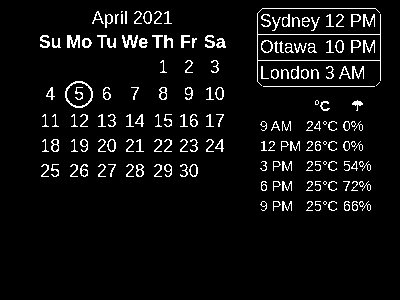 April 2021
Su Mo Tu We Th Fr Sa
1 2 3
4 5 6 7 8 9 10
11 12 13 14 15 16 17
18 19 20 21 22 23 24
25 26 27 28 29 30
Sydney 12 PM
Ottawa 10 PM
London 3 AM
°C
9 AM 24°C 0%
12 PM 26°C 0%
3 PM 25°C 54%
6 PM 25°C 72%
9 PM 25°C 66%